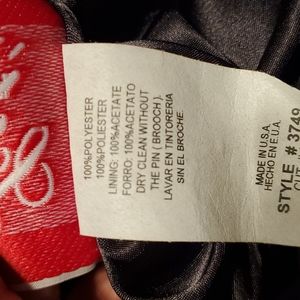 100%POLYESTER
100%POLIESTER
LINING: 100%ACETATE
FORRO: 100%ACETATO
DRY CLEAN WITHOUT
THE PIN ( BROOCH ).
LAVAR EN TINTORERIA
SIN EL BROCHE.
MADE IN U.S.A.
HECHO EN E.U.A.
STYLE # 3749